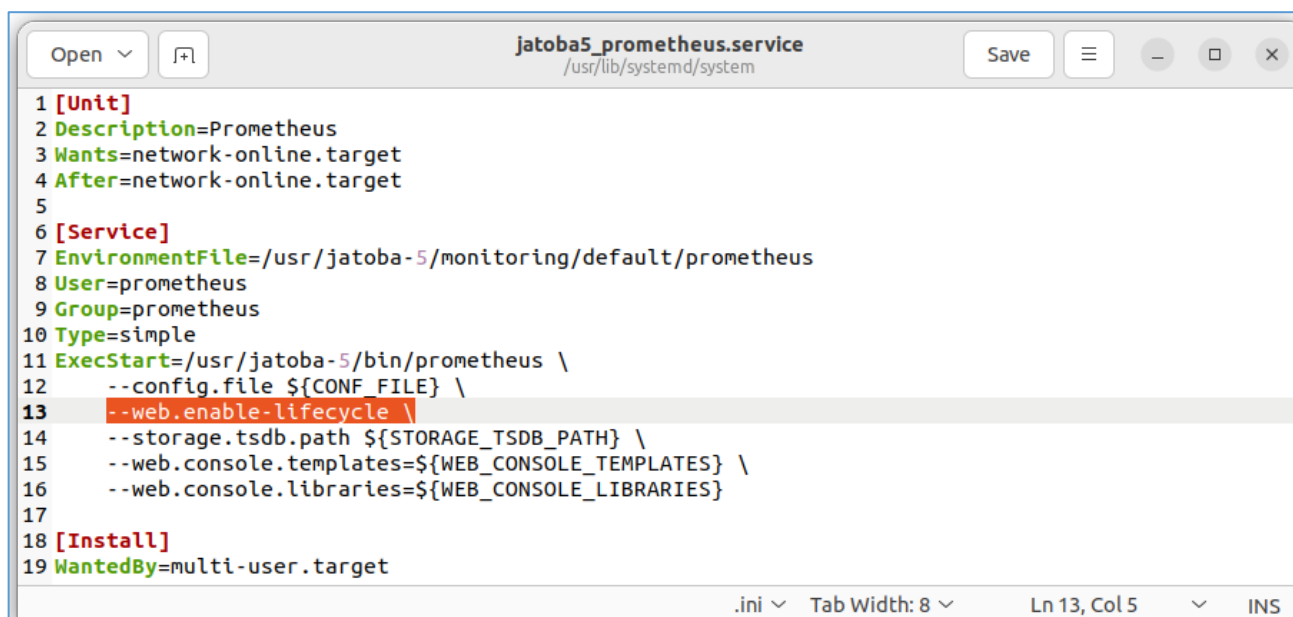 Open
jatoba5_prometheus.service
/usr/lib/systemd/system
Save
1 [Unit]
2 Description=Prometheus
3 Wants=network-online.target
4 After=network-online.target
5
6 [Service]
7 EnvironmentFile=/usr/jatoba-5/monitoring/default/prometheus
8 User=prometheus
9 Group=prometheus
10 Type=simple
11 ExecStart=/usr/jatoba-5/bin/prometheus \
12     --config.file ${CONF_FILE} \
13     --web.enable-lifecycle \
14     --storage.tsdb.path ${STORAGE_TSDB_PATH} \
15     --web.console.templates=${WEB_CONSOLE_TEMPLATES} \
16     --web.console.libraries=${WEB_CONSOLE_LIBRARIES}
17
18 [Install]
19 WantedBy=multi-user.target
.ini Tab Width: 8 Ln 13, Col 5 INS